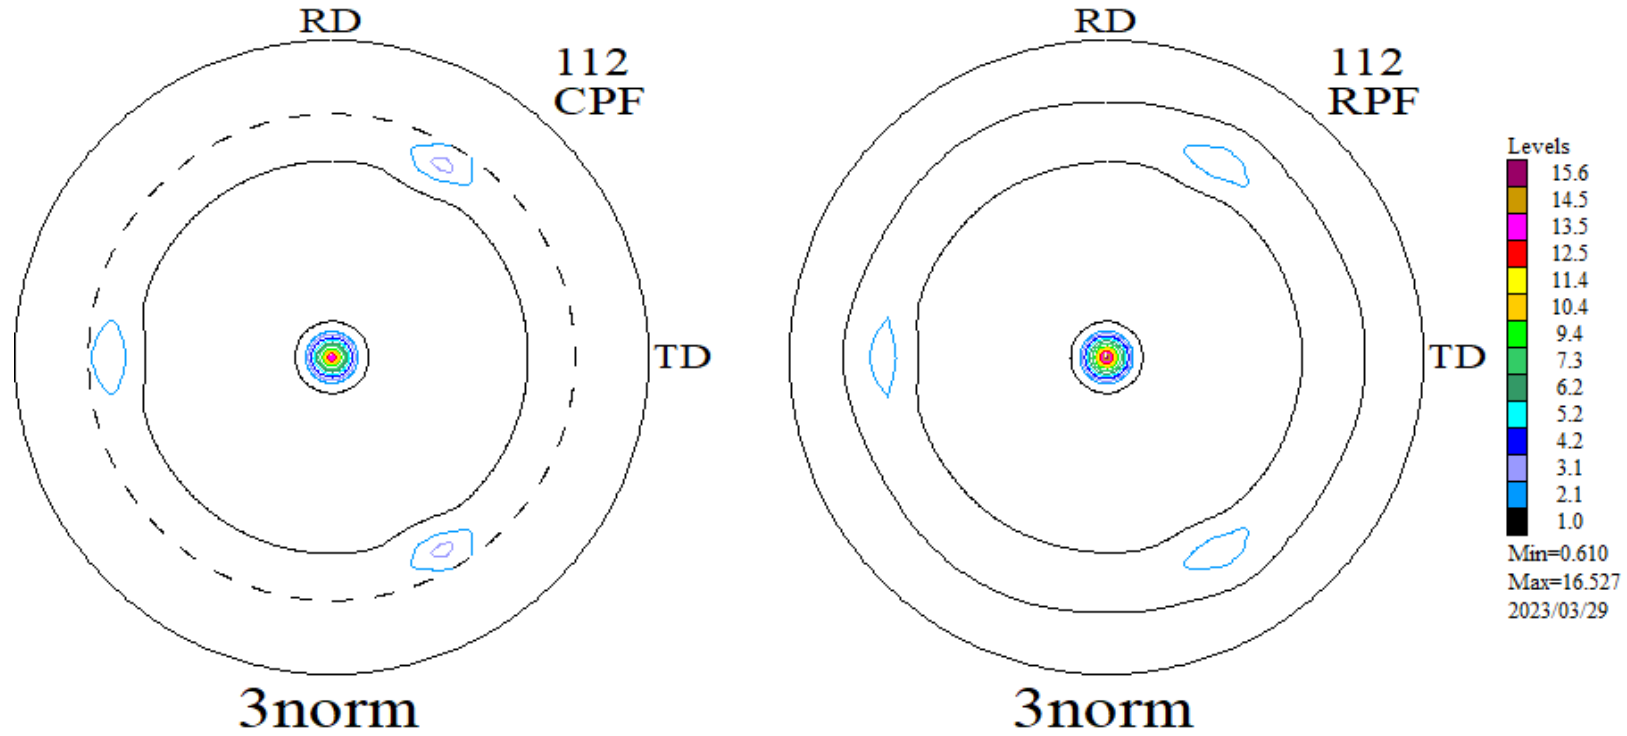 RD
112
CPF
TD
3norm
RD
112
RPF
TD
3norm
Levels
15.6
14.5
13.5
12.5
11.4
10.4
9.4
7.3
6.2
5.2
4.2
3.1
2.1
1.0
Min=0.610
Max=16.527
2023/03/29